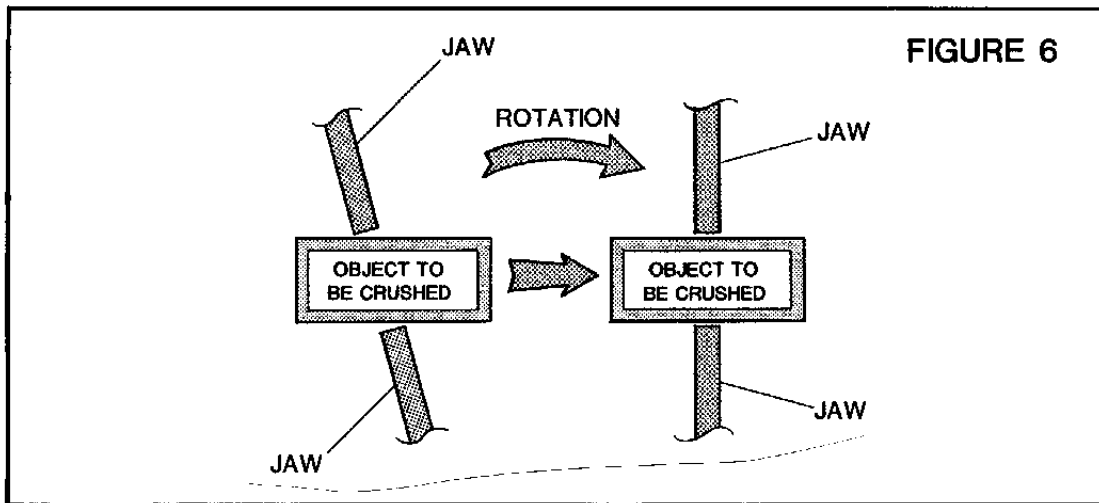 FIGURE 6
JAW
ROTATION
JAW
OBJECT TO
BE CRUSHED
OBJECT TO
BE CRUSHED
JAW
JAW